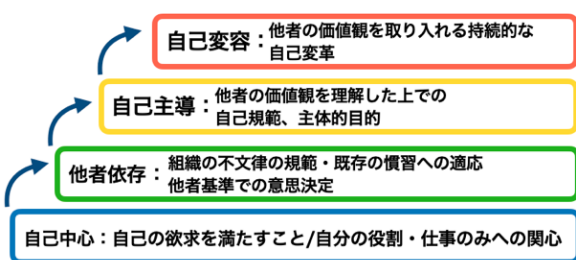 自己変容：他者の価値観を取り入れる持続的な
自己変革
自己主導：他者の価値観を理解した上での
自己規範、主体的目的
他者依存：組織の不文律の規範・既存の慣習への適応
他者基準での意思決定
自己中心：自己の欲求を満たすこと/自分の役割・仕事のみへの関心